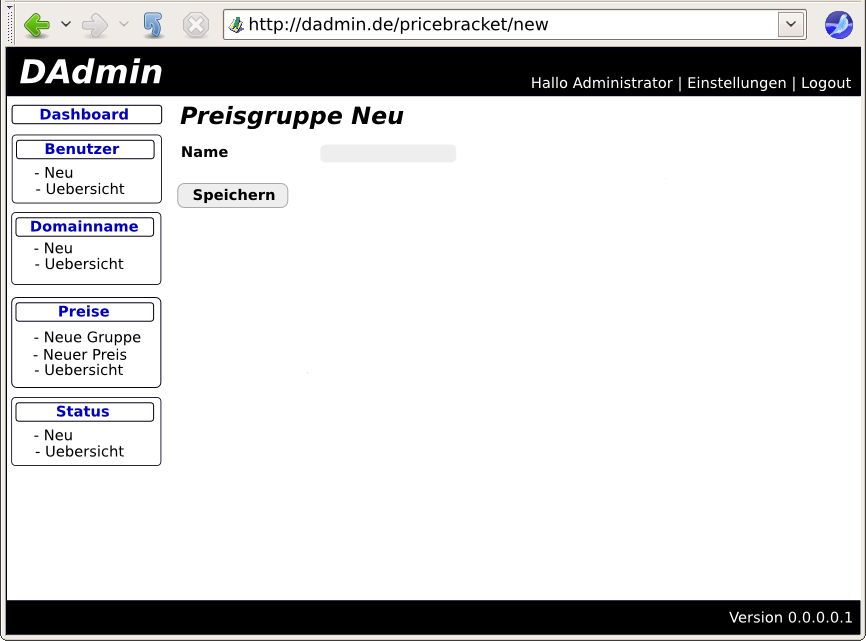 http://dadmin.de/pricebracket/new
DAdmin
Hallo Administrator | Einstellungen | Logout
Dashboard
Benutzer
- Neu
- Uebersicht
Domainname
- Neu
- Uebersicht
Preise
- Neue Gruppe
- Neuer Preis
- Uebersicht
Status
- Neu
- Uebersicht
Preisgruppe Neu
Name
Speichern
Version 0.0.0.0.1